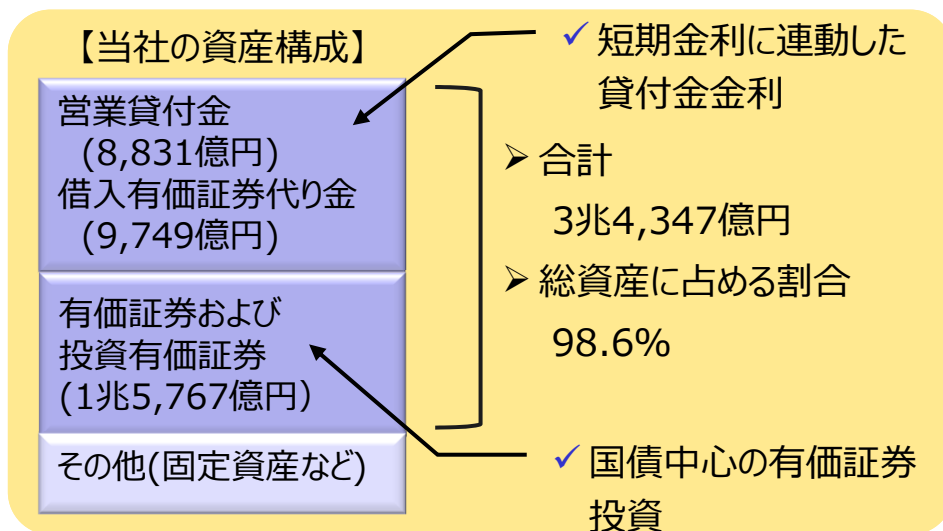 【当社の資産構成】
営業貸付金
(8,831億円)
借入有価証券代り金
(9,749億円)
有価証券および
投資有価証券
(1兆5,767億円)
その他(固定資産など)
✓ 短期金利に連動した
貸付金金利
➢ 合計
3兆4,347億円
➢ 総資産に占める割合
98.6%
✓ 国債中心の有価証券
投資